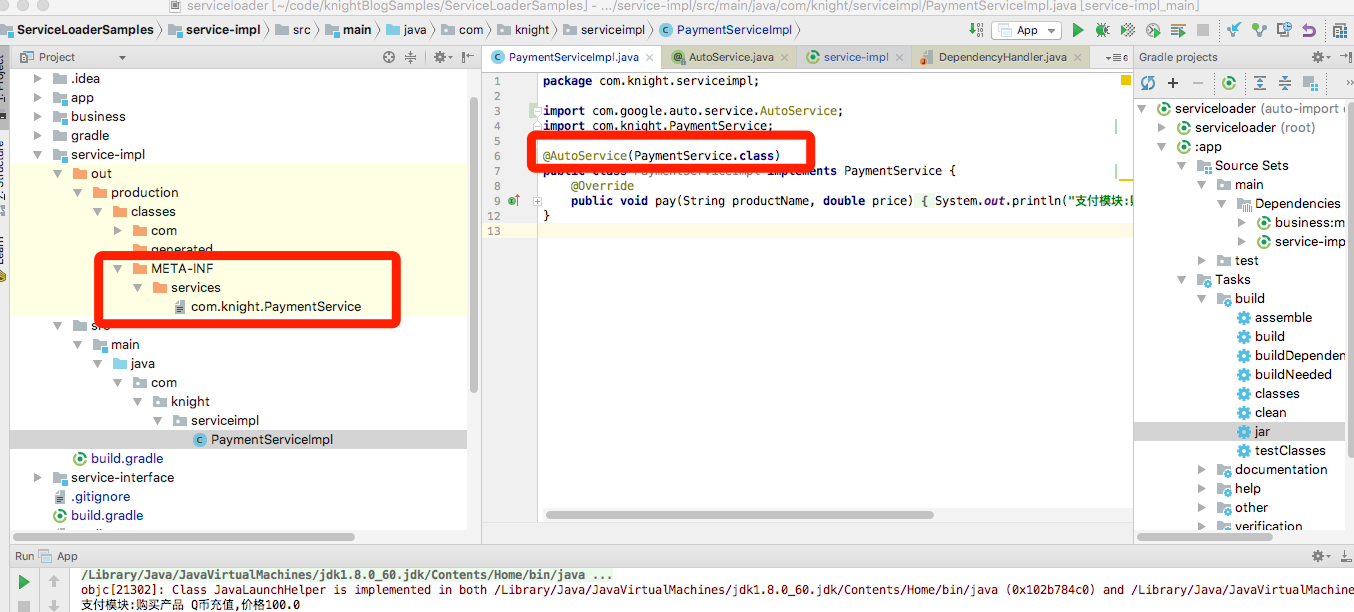 serviceloader [~/code/knightBlogSamples/ServiceLoaderSamples] - .../service-impl/src/main/java/com/knight/serviceimpl/PaymentServiceImpl.java [service-impl_main]
ServiceLoaderSamples service-impl src main java com knight serviceimpl PaymentServiceImpl App
Project
.idea
app
business
gradle
service-impl
out
production
classes
com
generated
META-INF
services
com.knight.PaymentService
src
main
java
com
knight
serviceimpl
PaymentServiceImpl
build.gradle
service-interface
.gitignore
build.gradle
PaymentServiceImpl.java AutoService.java service-impl DependencyHandler.java
1 package com.knight.serviceimpl;
2
3 import com.google.auto.service.AutoService;
4 import com.knight.PaymentService;
5
6 @AutoService(PaymentService.class)
7 public class PaymentServiceImpl implements PaymentService {
8 @Override
9 public void pay(String productName, double price) { System.out.println("支付模块:购
12 }
13
Gradle projects
serviceloader (auto-import
serviceloader (root)
:app
Source Sets
main
Dependencies
business:m
service-imp
test
Tasks
build
assemble
build
buildDependen
buildNeeded
classes
clean
jar
testClasses
documentation
help
other
verification
Run App
/Library/Java/JavaVirtualMachines/jdk1.8.0_60.jdk/Contents/Home/bin/java ...
objc[21302]: Class JavaLaunchHelper is implemented in both /Library/Java/JavaVirtualMachines/jdk1.8.0_60.jdk/Contents/Home/bin/java (0x102b784c0) and /Library/Java/JavaVirtualMachines
支付模块:购买产品 Q币充值,价格100.0